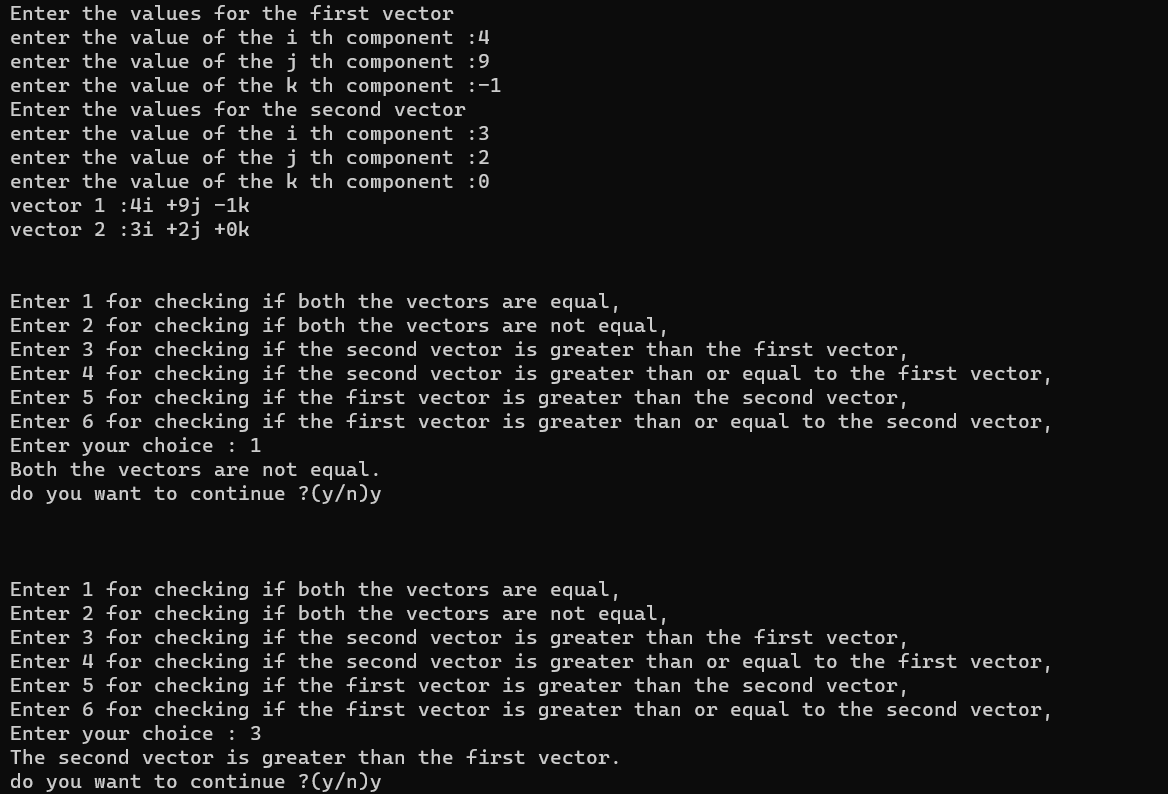 Enter the values for the first vector
enter the value of the i th component :4
enter the value of the j th component :9
enter the value of the k th component :-1
Enter the values for the second vector
enter the value of the i th component :3
enter the value of the j th component :2
enter the value of the k th component :0
vector 1 :4i +9j -1k
vector 2 :3i +2j +0k
Enter 1 for checking if both the vectors are equal,
Enter 2 for checking if both the vectors are not equal,
Enter 3 for checking if the second vector is greater than the first vector,
Enter 4 for checking if the second vector is greater than or equal to the first vector,
Enter 5 for checking if the first vector is greater than the second vector,
Enter 6 for checking if the first vector is greater than or equal to the second vector,
Enter your choice : 1
Both the vectors are not equal.
do you want to continue ?(y/n)y
Enter 1 for checking if both the vectors are equal,
Enter 2 for checking if both the vectors are not equal,
Enter 3 for checking if the second vector is greater than the first vector,
Enter 4 for checking if the second vector is greater than or equal to the first vector,
Enter 5 for checking if the first vector is greater than the second vector,
Enter 6 for checking if the first vector is greater than or equal to the second vector,
Enter your choice : 3
The second vector is greater than the first vector.
do you want to continue ?(y/n)y